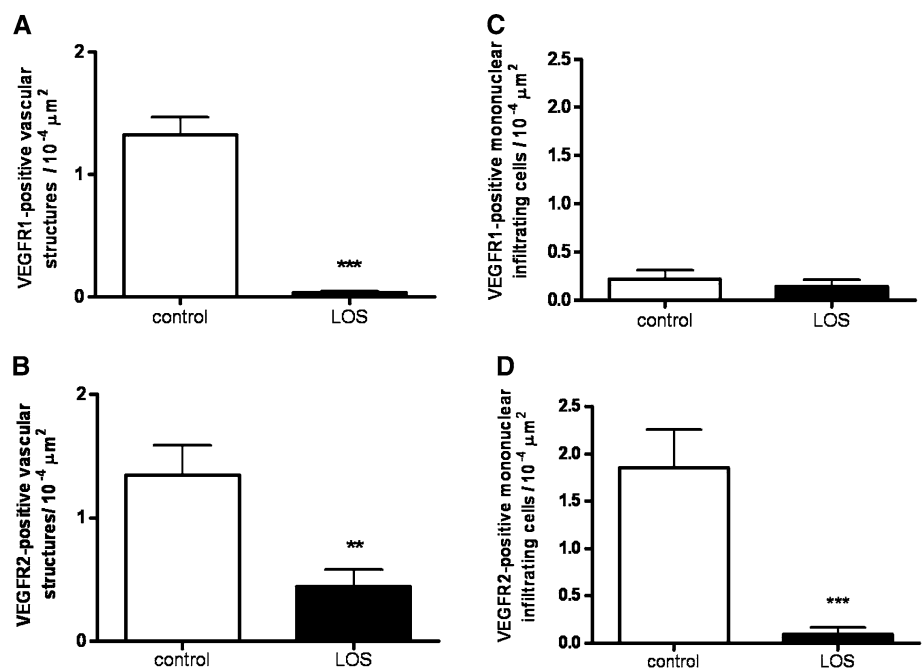 A
VEGFR1-positive vascular
structures / 10⁻⁴ μm²
2
1
0
***
control
LOS
C
VEGFR1-positive mononuclear
infiltrating cells / 10⁻⁴ μm²
2.5
2.0
1.5
1.0
0.5
0.0
control
LOS
B
VEGFR2-positive vascular
structures/ 10⁻⁴ μm²
2
1
0
**
control
LOS
D
VEGFR2-positive mononuclear
infiltrating cells / 10⁻⁴ μm²
2.5
2.0
1.5
1.0
0.5
0.0
***
control
LOS